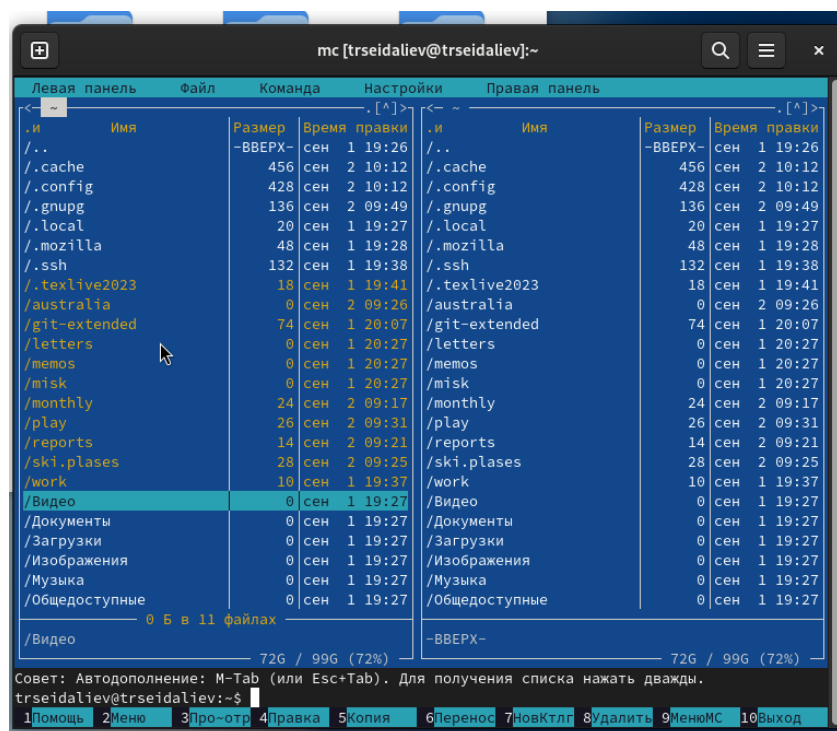 mc [trseidaliev@trseidaliev]:~
Левая панель Файл Команда Настройки Правая панель
<- ~ .[^]> <- ~ .[^]>
.и Имя Размер Время правки .и Имя Размер Время правки
/.. -ВВЕРХ- сен 1 19:26 /.. -ВВЕРХ- сен 1 19:26
/.cache 456 сен 2 10:12 /.cache 456 сен 2 10:12
/.config 428 сен 2 10:12 /.config 428 сен 2 10:12
/.gnupg 136 сен 2 09:49 /.gnupg 136 сен 2 09:49
/.local 20 сен 1 19:27 /.local 20 сен 1 19:27
/.mozilla 48 сен 1 19:28 /.mozilla 48 сен 1 19:28
/.ssh 132 сен 1 19:38 /.ssh 132 сен 1 19:38
/.texlive2023 18 сен 1 19:41 /.texlive2023 18 сен 1 19:41
/australia 0 сен 2 09:26 /australia 0 сен 2 09:26
/git-extended 74 сен 1 20:07 /git-extended 74 сен 1 20:07
/letters 0 сен 1 20:27 /letters 0 сен 1 20:27
/memos 0 сен 1 20:27 /memos 0 сен 1 20:27
/misk 0 сен 1 20:27 /misk 0 сен 1 20:27
/monthly 24 сен 2 09:17 /monthly 24 сен 2 09:17
/play 26 сен 2 09:31 /play 26 сен 2 09:31
/reports 14 сен 2 09:21 /reports 14 сен 2 09:21
/ski.plases 28 сен 2 09:25 /ski.plases 28 сен 2 09:25
/work 10 сен 1 19:37 /work 10 сен 1 19:37
/Видео 0 сен 1 19:27 /Видео 0 сен 1 19:27
/Документы 0 сен 1 19:27 /Документы 0 сен 1 19:27
/Загрузки 0 сен 1 19:27 /Загрузки 0 сен 1 19:27
/Изображения 0 сен 1 19:27 /Изображения 0 сен 1 19:27
/Музыка 0 сен 1 19:27 /Музыка 0 сен 1 19:27
/Общедоступные 0 сен 1 19:27 /Общедоступные 0 сен 1 19:27
0 Б в 11 файлах
/Видео -ВВЕРХ-
72G / 99G (72%) 72G / 99G (72%)
Совет: Автодополнение: M-Tab (или Esc+Tab). Для получения списка нажать дважды.
trseidaliev@trseidaliev:~$
1Помощь 2Меню 3Про~отр 4Правка 5Копия 6Перенос 7НовКтлг 8Удалить 9МенюМС 10Выход